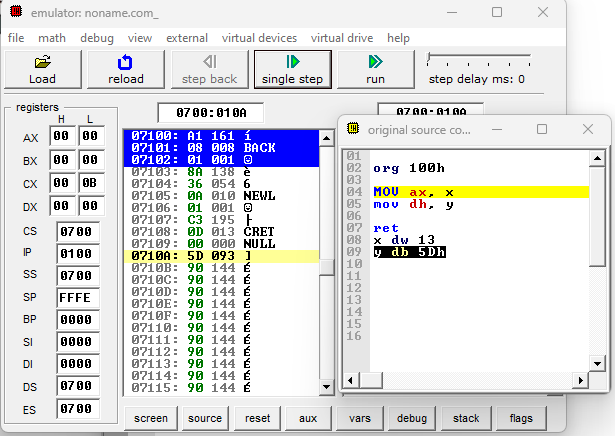 emulator: noname.com_
file math debug view external virtual devices virtual drive help
Load reload step back single step run step delay ms: 0
registers
H L
AX 00 00
BX 00 00
CX 00 0B
DX 00 00
CS 0700
IP 0100
SS 0700
SP FFFE
BP 0000
SI 0000
DI 0000
DS 0700
ES 0700
0700:010A 0700:010A
07100: A1 161 í
07101: 08 008 BACK
07102: 01 001 ☺
07103: 8A 138 è
07104: 36 054 6
07105: 0A 010 NEWL
07106: 01 001 ☺
07107: C3 195 ├
07108: 0D 013 CRET
07109: 00 000 NULL
0710A: 5D 093 ]
0710B: 90 144 É
0710C: 90 144 É
0710D: 90 144 É
0710E: 90 144 É
0710F: 90 144 É
07110: 90 144 É
07111: 90 144 É
07112: 90 144 É
07113: 90 144 É
07114: 90 144 É
07115: 90 144 É
screen source reset aux vars debug stack flags
original source co...
01
02 org 100h
03
04 MOV ax, x
05 mov dh, y
06
07 ret
08 x dw 13
09 y db 5Dh
10
11
12
13
14
15
16